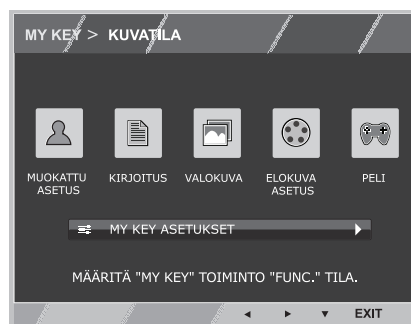 MY KEY > KUVATILA
MUOKATTU ASETUS
KIRJOITUS
VALOKUVA
ELOKUVA ASETUS
PELI
MY KEY ASETUKSET
MÄÄRITÄ "MY KEY" TOIMINTO "FUNC." TILA.
EXIT